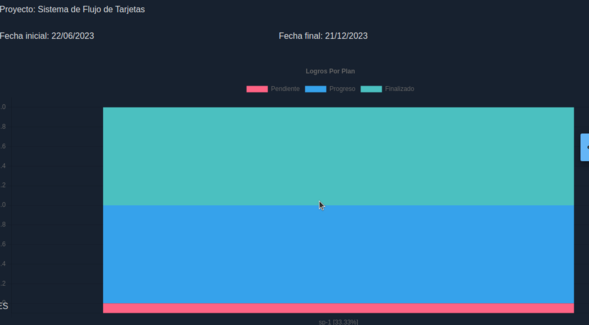 Proyecto: Sistema de Flujo de Tarjetas
Fecha inicial: 22/06/2023
Fecha final: 21/12/2023
Logros Por Plan
Pendiente
Progreso
Finalizado
.0
.8
.6
.4
.2
.0
.8
.6
.4
.2
ES